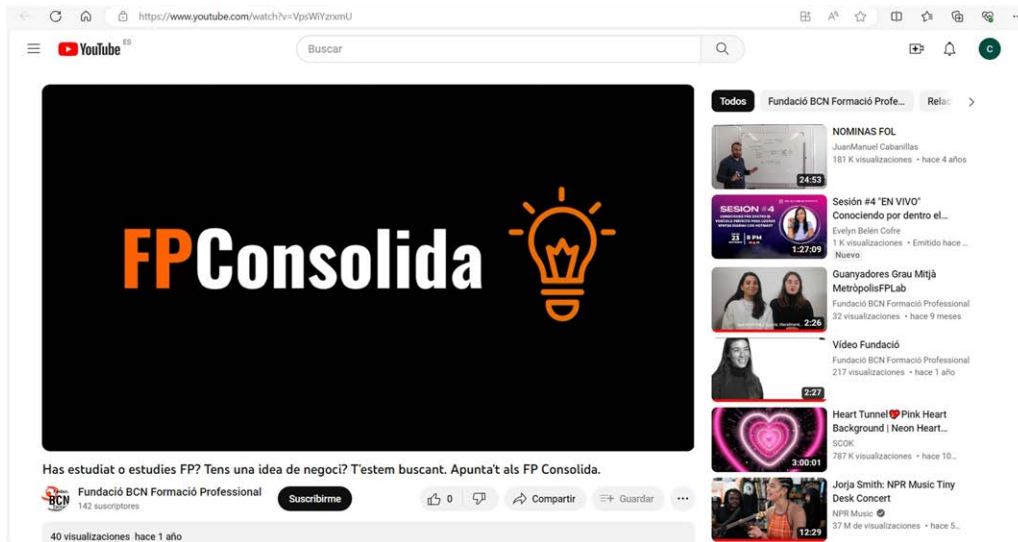 https://www.youtube.com/watch?v=VpsWiYznxmU
YouTube ES
Buscar
C
FPConsolida
Has estudiat o estudies FP? Tens una idea de negoci? T'estem buscant. Apunta't als FP Consolida.
BCN
Fundació BCN Formació Professional
142 suscriptores
Suscribirme
0
Compartir
Guardar
40 visualizaciones hace 1 año
Todos
Fundació BCN Formació Profe...
Relac
NOMINAS FOL
JuanManuel Cabanillas
181 K visualizaciones • hace 4 años
24:53
SESIÓN #4
23
8 PM
1:27:09
Sesión #4 "EN VIVO"
Conociendo por dentro el...
Evelyn Belén Cofre
1 K visualizaciones • Emitido hace ...
Nuevo
2:26
Guanyadores Grau Mitjà
MetròpolisFPLab
Fundació BCN Formació Professional
32 visualizaciones • hace 9 meses
2:27
Vídeo Fundació
Fundació BCN Formació Professional
217 visualizaciones • hace 1 año
3:00:01
Heart Tunnel💖Pink Heart
Background | Neon Heart...
SCOK
787 K visualizaciones • hace 10...
12:29
Jorja Smith: NPR Music Tiny
Desk Concert
NPR Music
37 M de visualizaciones • hace 5...